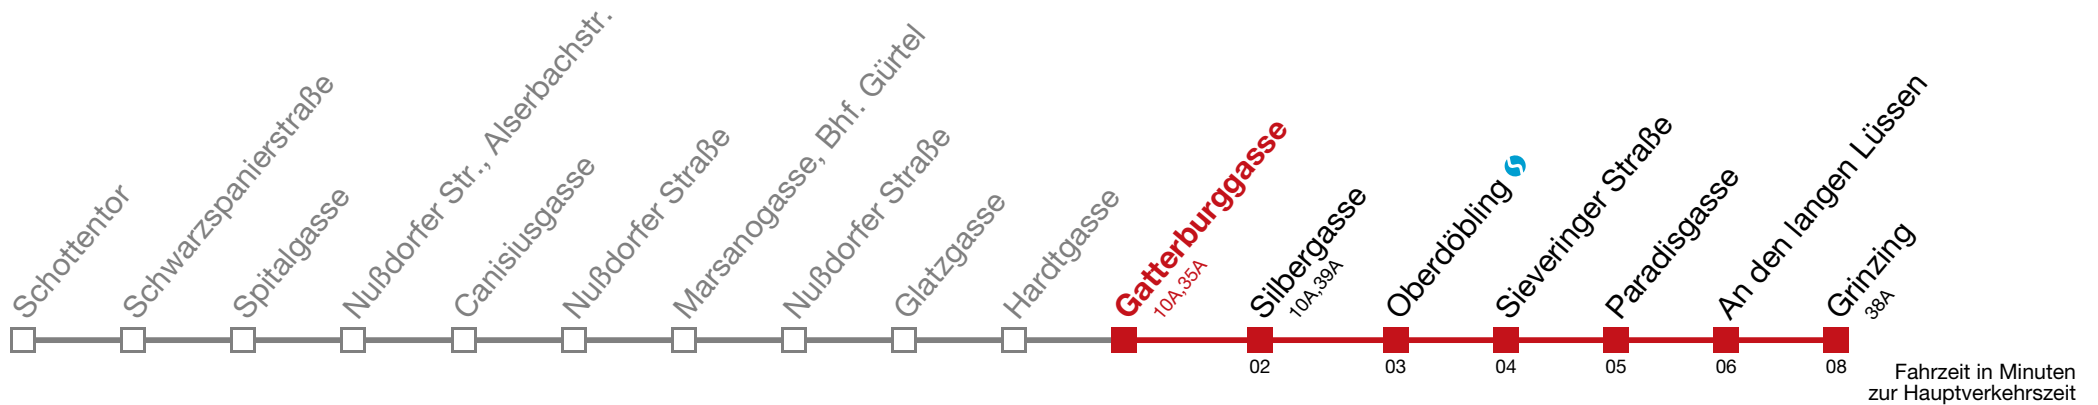 Schottentor
Schwarzspanierstraße
Spitalgasse
Nußdorfer Str., Alserbachstr.
Canisiusgasse
Nußdorfer Straße
Marsanogasse, Bhf. Gürtel
Nußdorfer Straße
Glatzgasse
Hardtgasse
Gatterburggasse
10A,35A
Silbergasse
10A,39A
02
Oberdöbling
03
Sieveringer Straße
04
Paradisgasse
05
An den langen Lüssen
06
Grinzing
38A
08
Fahrzeit in Minuten
zur Hauptverkehrszeit